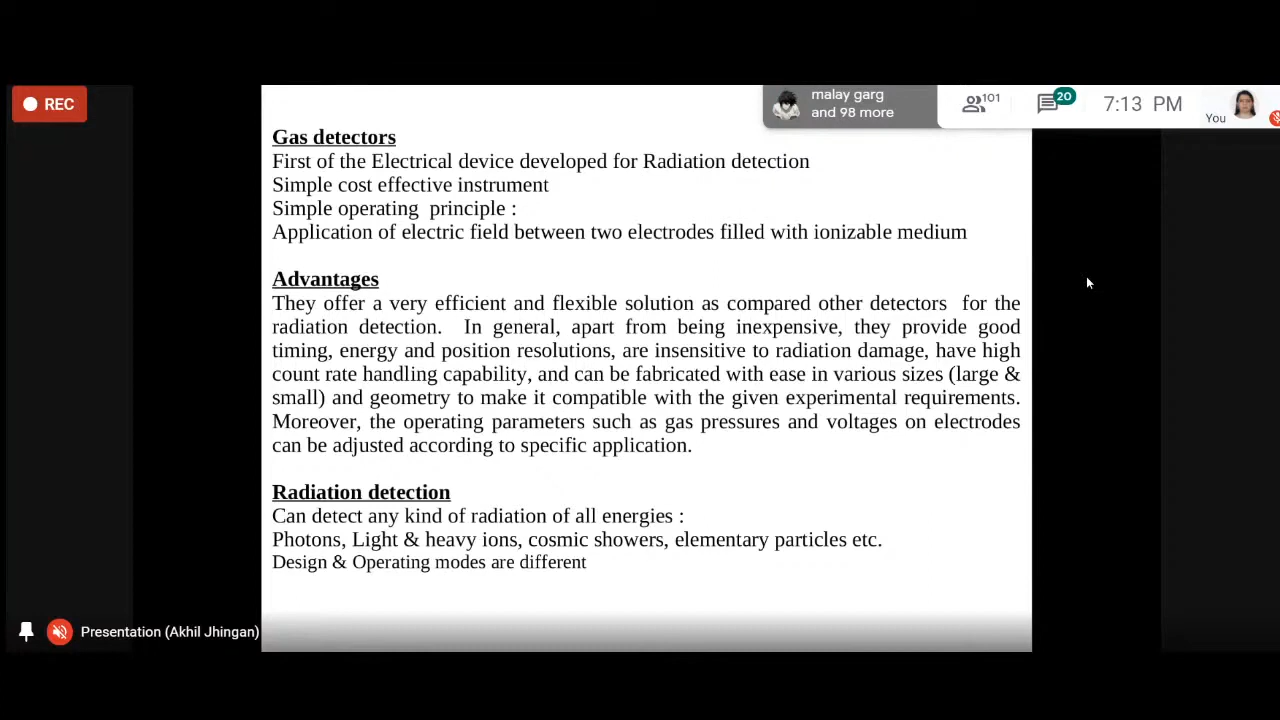 REC
malay garg
and 98 more
101
20
7:13 PM
You
Gas detectors
First of the Electrical device developed for Radiation detection
Simple cost effective instrument
Simple operating principle :
Application of electric field between two electrodes filled with ionizable medium
Advantages
They offer a very efficient and flexible solution as compared other detectors for the
radiation detection. In general, apart from being inexpensive, they provide good
timing, energy and position resolutions, are insensitive to radiation damage, have high
count rate handling capability, and can be fabricated with ease in various sizes (large &
small) and geometry to make it compatible with the given experimental requirements.
Moreover, the operating parameters such as gas pressures and voltages on electrodes
can be adjusted according to specific application.
Radiation detection
Can detect any kind of radiation of all energies :
Photons, Light & heavy ions, cosmic showers, elementary particles etc.
Design & Operating modes are different
Presentation (Akhil Jhingan)